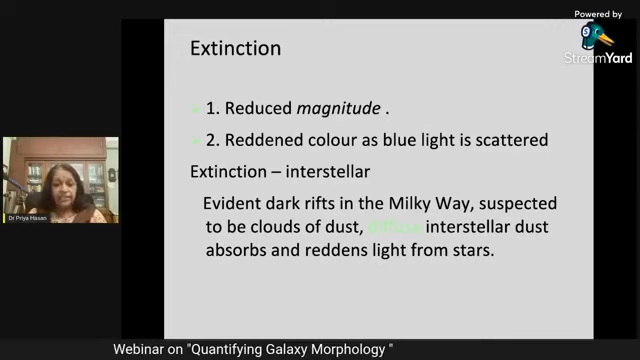 Powered by
StreamYard
Extinction
1. Reduced magnitude .
2. Reddened colour as blue light is scattered
Extinction – interstellar
Evident dark rifts in the Milky Way, suspected
to be clouds of dust, diffuse interstellar dust
absorbs and reddens light from stars.
Dr Priya Hasan
Webinar on "Quantifying Galaxy Morphology "